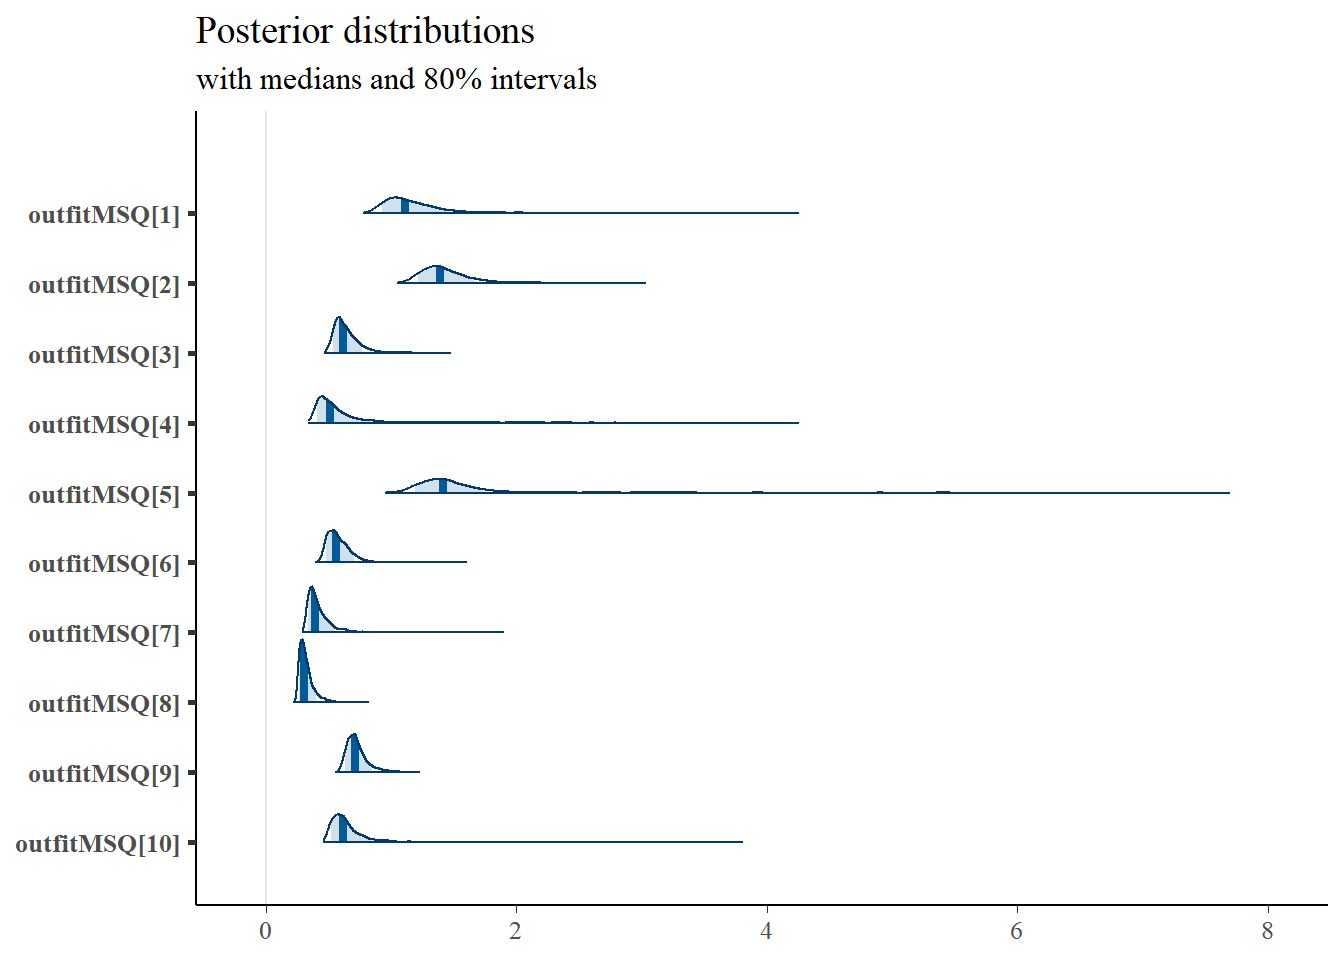 Posterior distributions
with medians and 80% intervals
outfitMSQ[1]
outfitMSQ[2]
outfitMSQ[3]
outfitMSQ[4]
outfitMSQ[5]
outfitMSQ[6]
outfitMSQ[7]
outfitMSQ[8]
outfitMSQ[9]
outfitMSQ[10]
0 2 4 6 8